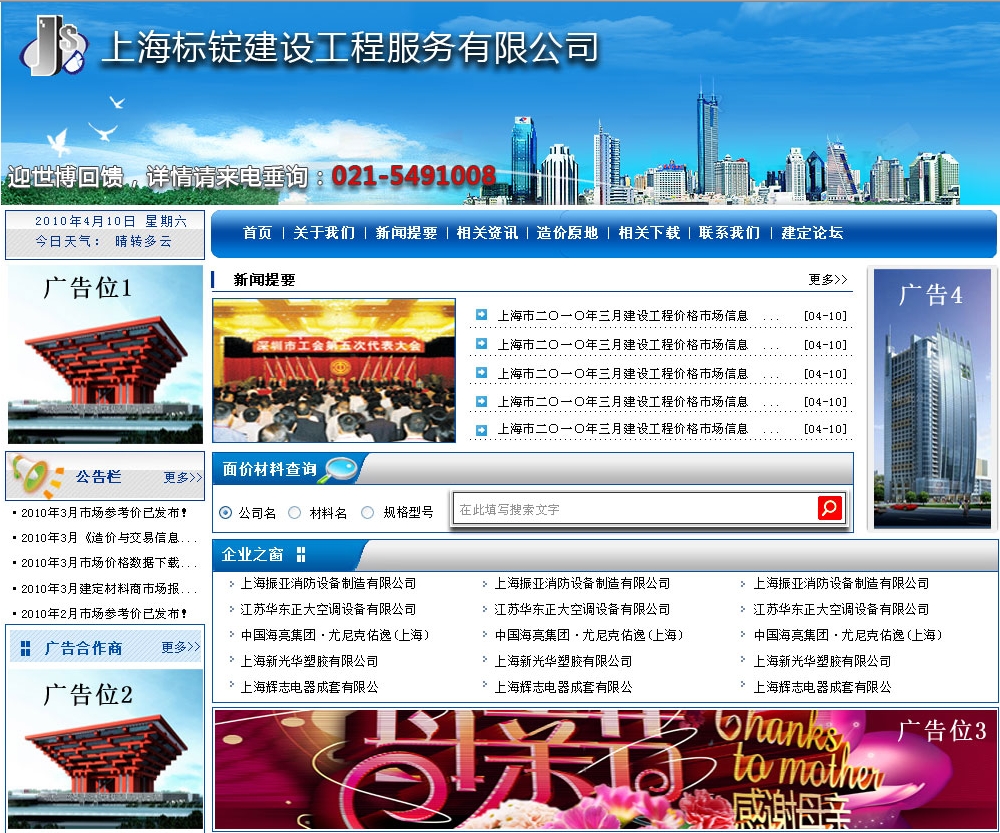 JS
上海标锭建设工程服务有限公司
迎世博回馈，详情请来电垂询：021-5491008
2010年4月10日 星期六
今日天气： 晴转多云
首页 | 关于我们 | 新闻提要 | 相关资讯 | 造价原地 | 相关下载 | 联系我们 | 建定论坛
广告位1
新闻提要 更多>>
深圳市工会第五次代表大会
上海市二〇一〇年三月建设工程价格市场信息 ... [04-10]
上海市二〇一〇年三月建设工程价格市场信息 ... [04-10]
上海市二〇一〇年三月建设工程价格市场信息 ... [04-10]
上海市二〇一〇年三月建设工程价格市场信息 ... [04-10]
上海市二〇一〇年三月建设工程价格市场信息 ... [04-10]
广告4
公告栏 更多>>
2010年3月市场参考价已发布！
2010年3月《造价与交易信息...
2010年3月市场价格数据下载...
2010年3月建定材料商市场报...
2010年2月市场参考价已发布！
面价材料查询
公司名 材料名 规格型号 在此填写搜索文字
企业之窗
上海振亚消防设备制造有限公司 上海振亚消防设备制造有限公司 上海振亚消防设备制造有限公司
江苏华东正大空调设备有限公司 江苏华东正大空调设备有限公司 江苏华东正大空调设备有限公司
中国海亮集团·尤尼克佑逸(上海) 中国海亮集团·尤尼克佑逸(上海) 中国海亮集团·尤尼克佑逸(上海)
上海新光华塑胶有限公司 上海新光华塑胶有限公司 上海新光华塑胶有限公司
上海辉志电器成套有限公 上海辉志电器成套有限公 上海辉志电器成套有限公
广告合作商 更多>>
广告位2
母亲节
Thanks
to mother
感谢母亲
广告位3